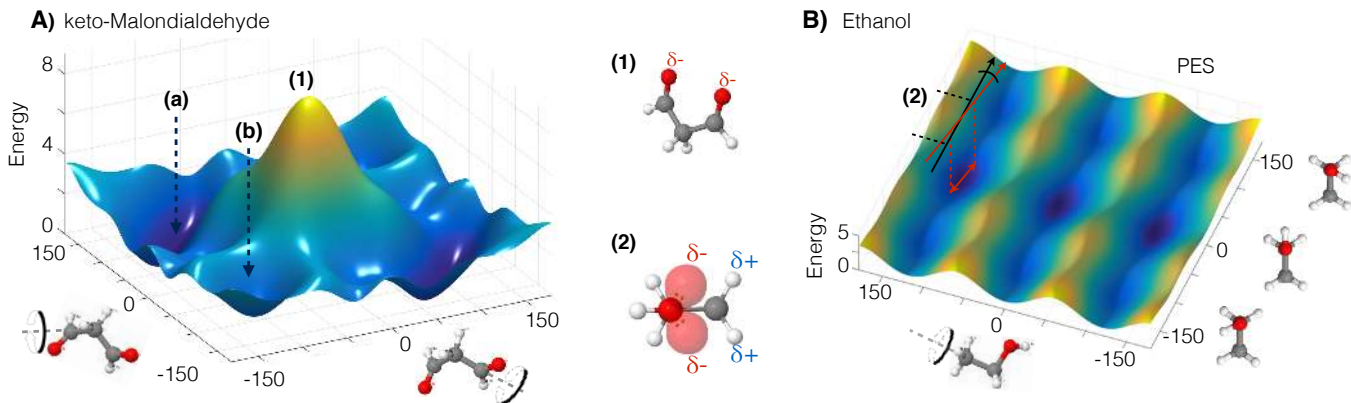 A) keto-Malondialdehyde
8
4
0
Energy
(a)
(b)
(1)
150
0
-150
-150
0
150
(1)
δ-
δ-
(2)
δ-
δ+
δ-
δ+
B) Ethanol
PES
(2)
Energy
5
0
150
0
-150
150
0
-150